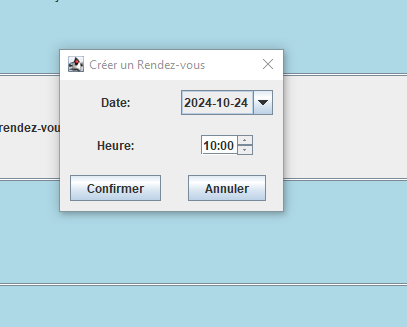 Créer un Rendez-vous
Date: 2024-10-24
rendez-vou
Heure: 10:00
Confirmer Annuler